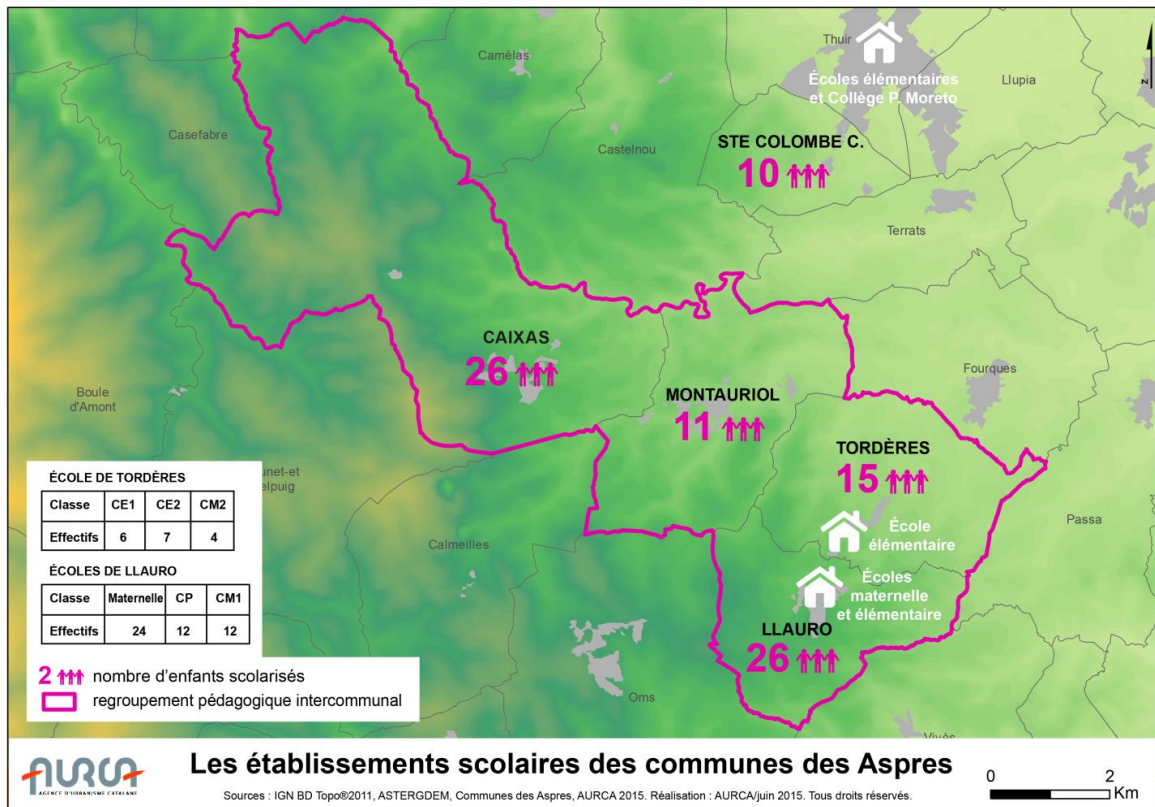 Camélas
Thuir
Écoles élémentaires
et Collège P. Moreto
Llupia
N
Casefabre
Castelnou
STE COLOMBE C.
10
Terrats
CAIXAS
26
Fourques
MONTAURIOL
11
Boule
d'Amont
TORDÈRES
15
Passa
École
élémentaire
Calmeilles
Écoles
maternelle
et élémentaire
LLAURO
26
Oms
Vivès
unet-et
elpuig
ÉCOLE DE TORDÈRES
Classe CE1 CE2 CM2
Effectifs 6 7 4
ÉCOLES DE LLAURO
Classe Maternelle CP CM1
Effectifs 24 12 12
2 nombre d'enfants scolarisés
regroupement pédagogique intercommunal
AURCA
AGENCE D'URBANISME CATALANE
Les établissements scolaires des communes des Aspres
Sources : IGN BD Topo®2011, ASTERGDEM, Communes des Aspres, AURCA 2015. Réalisation : AURCA/juin 2015. Tous droits réservés.
0 2
Km